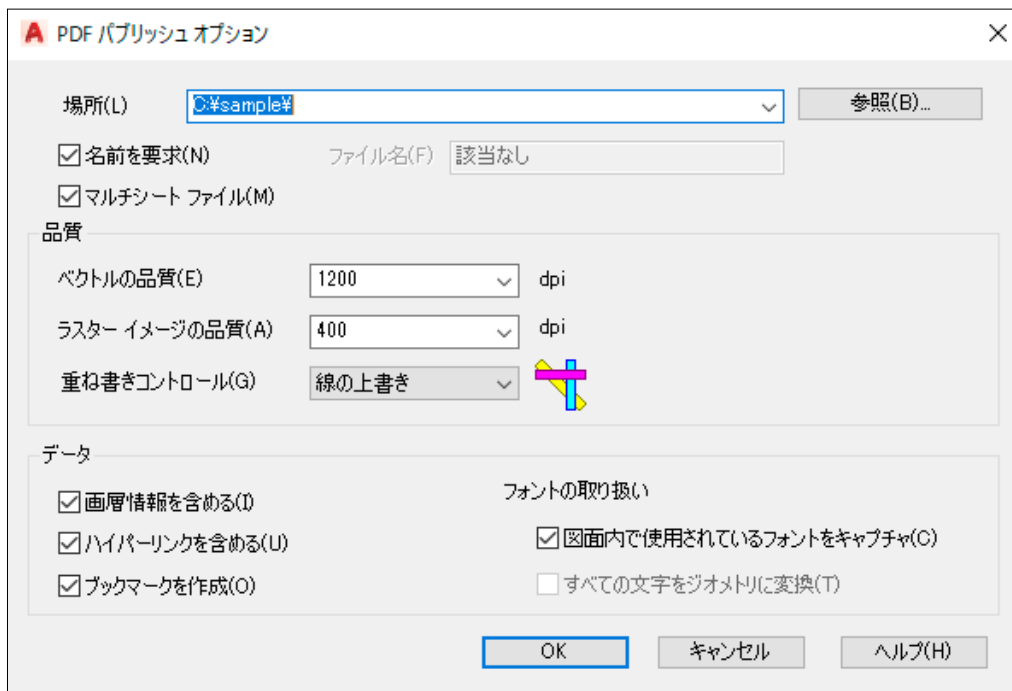 PDF パブリッシュ オプション
場所(L) C:¥sample¥ 参照(B)...
名前を要求(N) ファイル名(F) 該当なし
マルチシート ファイル(M)
品質
ベクトルの品質(E) 1200 dpi
ラスター イメージの品質(A) 400 dpi
重ね書きコントロール(G) 線の上書き
データ
画層情報を含める(I) フォントの取り扱い
ハイパーリンクを含める(U) 図面内で使用されているフォントをキャプチャ(C)
ブックマークを作成(O) すべての文字をジオメトリに変換(T)
OK キャンセル ヘルプ(H)